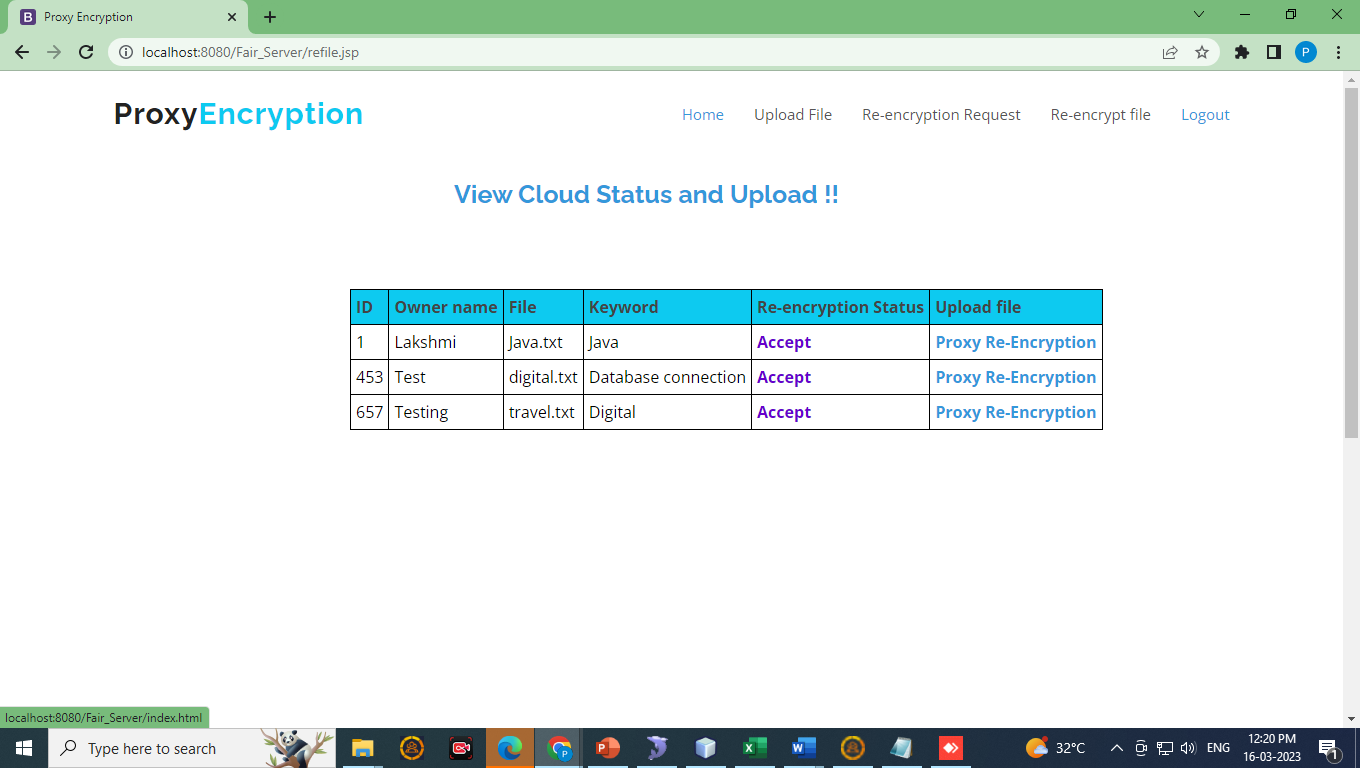 Proxy Encryption
localhost:8080/Fair_Server/refile.jsp
P
ProxyEncryption
Home Upload File Re-encryption Request Re-encrypt file Logout
View Cloud Status and Upload !!
ID Owner name File Keyword Re-encryption Status Upload file
1 Lakshmi Java.txt Java Accept Proxy Re-Encryption
453 Test digital.txt Database connection Accept Proxy Re-Encryption
657 Testing travel.txt Digital Accept Proxy Re-Encryption
localhost:8080/Fair_Server/index.html
Type here to search
32°C
ENG
12:20 PM
16-03-2023
1